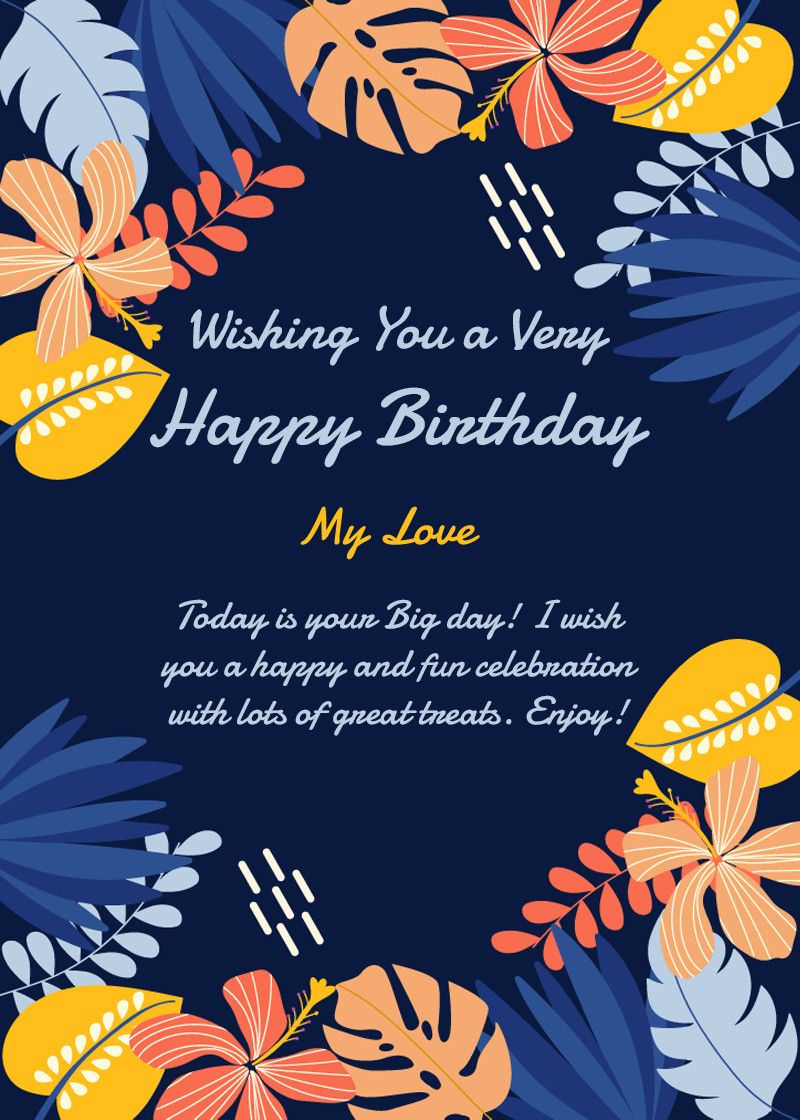 Wishing You a Very
Happy Birthday
My Love
Today is your Big day! I wish
you a happy and fun celebration
with lots of great treats. Enjoy!